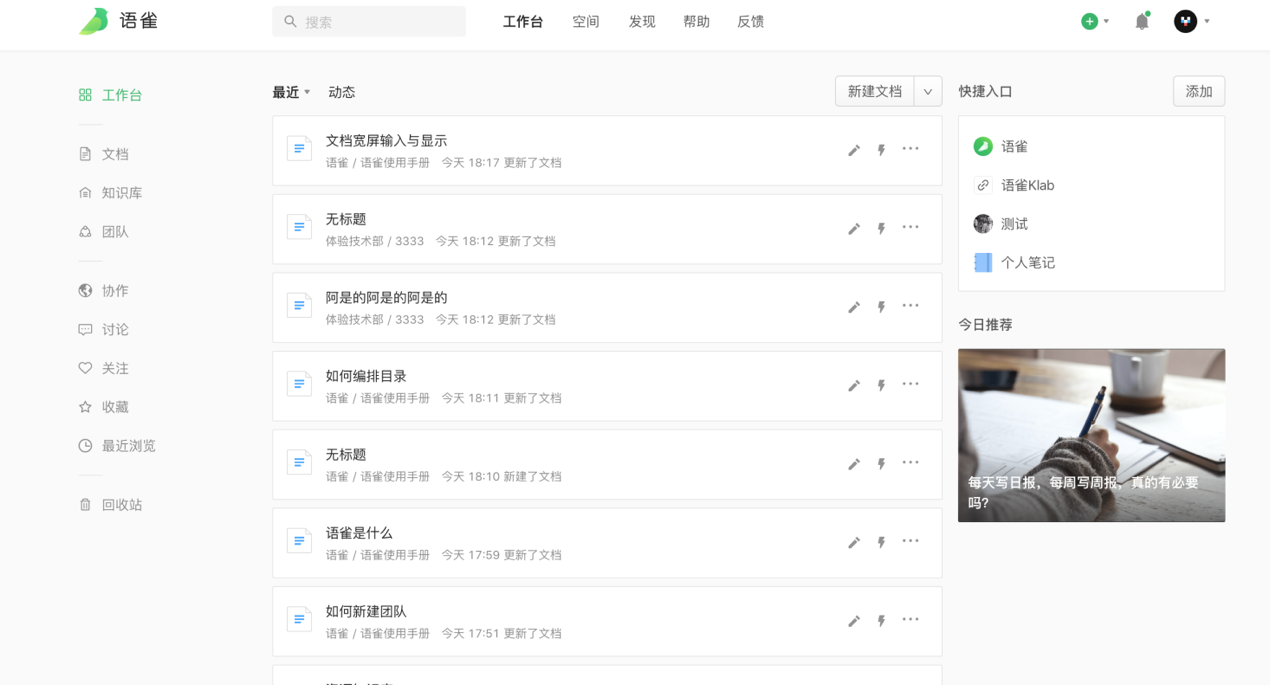 语雀
搜索
工作台
空间
发现
帮助
反馈
工作台
文档
知识库
团队
协作
讨论
关注
收藏
最近浏览
回收站
最近 动态
新建文档
文档宽屏输入与显示
语雀 / 语雀使用手册 今天 18:17 更新了文档
无标题
体验技术部 / 3333 今天 18:12 更新了文档
阿是的阿是的阿是的
体验技术部 / 3333 今天 18:12 更新了文档
如何编排目录
语雀 / 语雀使用手册 今天 18:11 更新了文档
无标题
语雀 / 语雀使用手册 今天 18:10 新建了文档
语雀是什么
语雀 / 语雀使用手册 今天 17:59 更新了文档
如何新建团队
语雀 / 语雀使用手册 今天 17:51 更新了文档
快捷入口
添加
语雀
语雀Klab
测试
个人笔记
今日推荐
每天写日报，每周写周报，真的有必要
吗?